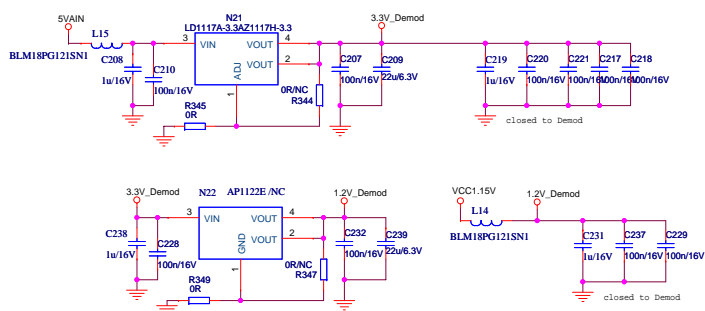 5VAIN
L15
BLM18PG121SN1
C208
1u/16V
C210
100n/16V
N21
LD1117A-3.3AZ1117H-3.3
3 VIN VOUT 4
VOUT 2
ADJ
1
R345
0R
0R/NC
R344
3.3V_Demod
C207
100n/16V
C209
22u/6.3V
C219
1u/16V
C220
100n/16V
C221
100n/16V
C217
C218
100n/16V
closed to Demod
3.3V_Demod
C238
1u/16V
C228
100n/16V
N22 AP1122E /NC
3 VIN VOUT 4
VOUT 2
GND
1
R349
0R
0R/NC
R347
1.2V_Demod
C232
100n/16V
C239
22u/6.3V
VCC1.15V
L14
BLM18PG121SN1
1.2V_Demod
C231
1u/16V
C237
100n/16V
C229
100n/16V
closed to Demod